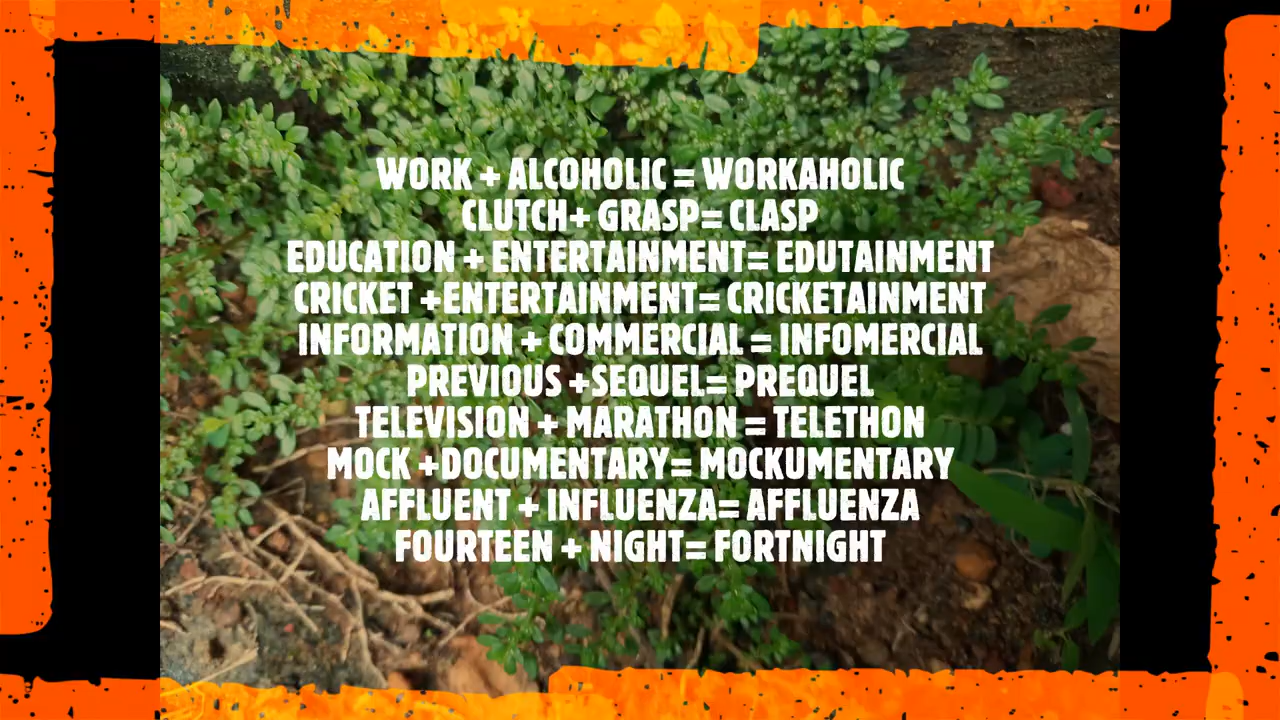 WORK + ALCOHOLIC = WORKAHOLIC
CLUTCH+ GRASP= CLASP
EDUCATION + ENTERTAINMENT= EDUTAINMENT
CRICKET +ENTERTAINMENT= CRICKETAINMENT
INFORMATION + COMMERCIAL = INFOMERCIAL
PREVIOUS +SEQUEL= PREQUEL
TELEVISION + MARATHON = TELETHON
MOCK +DOCUMENTARY= MOCKUMENTARY
AFFLUENT + INFLUENZA= AFFLUENZA
FOURTEEN + NIGHT= FORTNIGHT